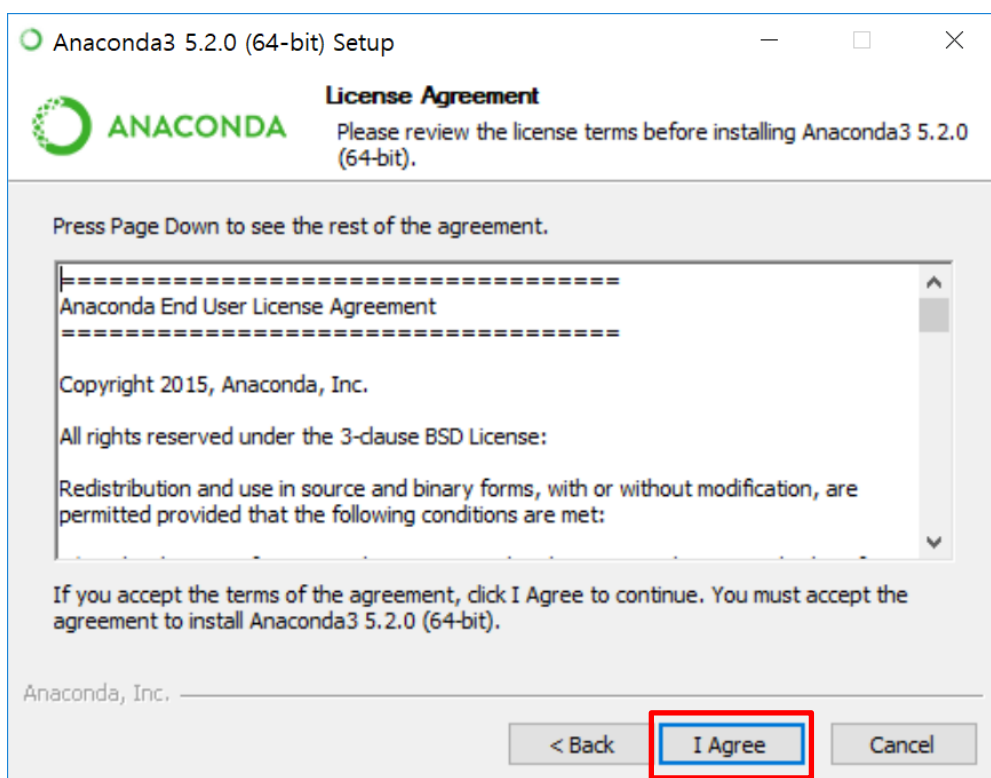 Anaconda3 5.2.0 (64-bit) Setup
ANACONDA
License Agreement
Please review the license terms before installing Anaconda3 5.2.0
(64-bit).
Press Page Down to see the rest of the agreement.
====================================
Anaconda End User License Agreement
====================================
Copyright 2015, Anaconda, Inc.
All rights reserved under the 3-clause BSD License:
Redistribution and use in source and binary forms, with or without modification, are
permitted provided that the following conditions are met:
If you accept the terms of the agreement, click I Agree to continue. You must accept the
agreement to install Anaconda3 5.2.0 (64-bit).
Anaconda, Inc.
< Back
I Agree
Cancel